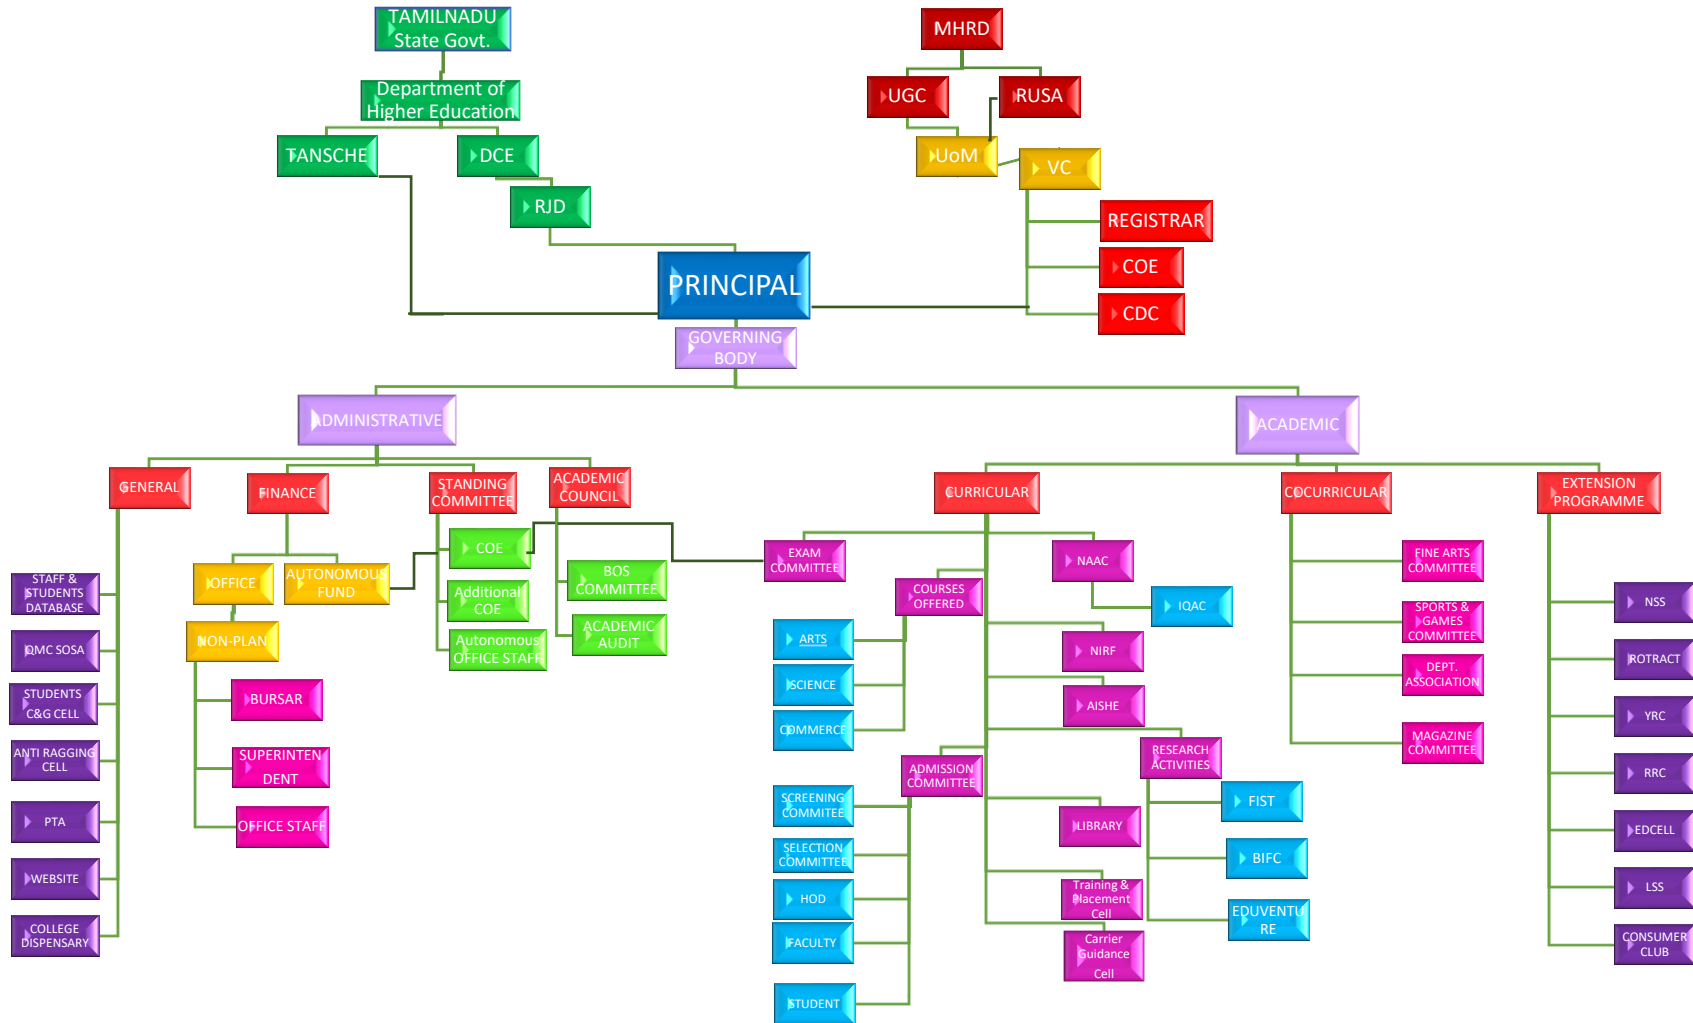 TAMILNADU
State Govt.
MHRD
Department of
Higher Education
UGC
RUSA
TANSCHE
DCE
UoM
VC
RJD
REGISTRAR
COE
CDC
PRINCIPAL
GOVERNING
BODY
ADMINISTRATIVE
ACADEMIC
GENERAL
FINANCE
STANDING
COMMITTEE
ACADEMIC
COUNCIL
CURRICULAR
COCURRICULAR
EXTENSION
PROGRAMME
STAFF &
STUDENTS
DATABASE
QMC SOSA
STUDENTS
C&G CELL
ANTI RAGGING
CELL
PTA
WEBSITE
COLLEGE
DISPENSARY
OFFICE
AUTONOMOUS
FUND
NON-PLAN
BURSAR
SUPERINTEN
DENT
OFFICE STAFF
COE
Additional
COE
Autonomous
OFFICE STAFF
BOS
COMMITTEE
ACADEMIC
AUDIT
EXAM
COMMITTEE
COURSES
OFFERED
ARTS
SCIENCE
COMMERCE
ADMISSION
COMMITTEE
SCREENING
COMMITEE
SELECTION
COMMITTEE
HOD
FACULTY
STUDENT
NAAC
IQAC
NIRF
AISHE
RESEARCH
ACTIVITIES
FIST
BIFC
EDUVENTU
RE
LIBRARY
Training &
Placement
Cell
Carrier
Guidance
Cell
FINE ARTS
COMMITTEE
SPORTS &
GAMES
COMMITTEE
DEPT.
ASSOCIATION
MAGAZINE
COMMITTEE
NSS
ROTRACT
YRC
RRC
EDCELL
LSS
CONSUMER
CLUB